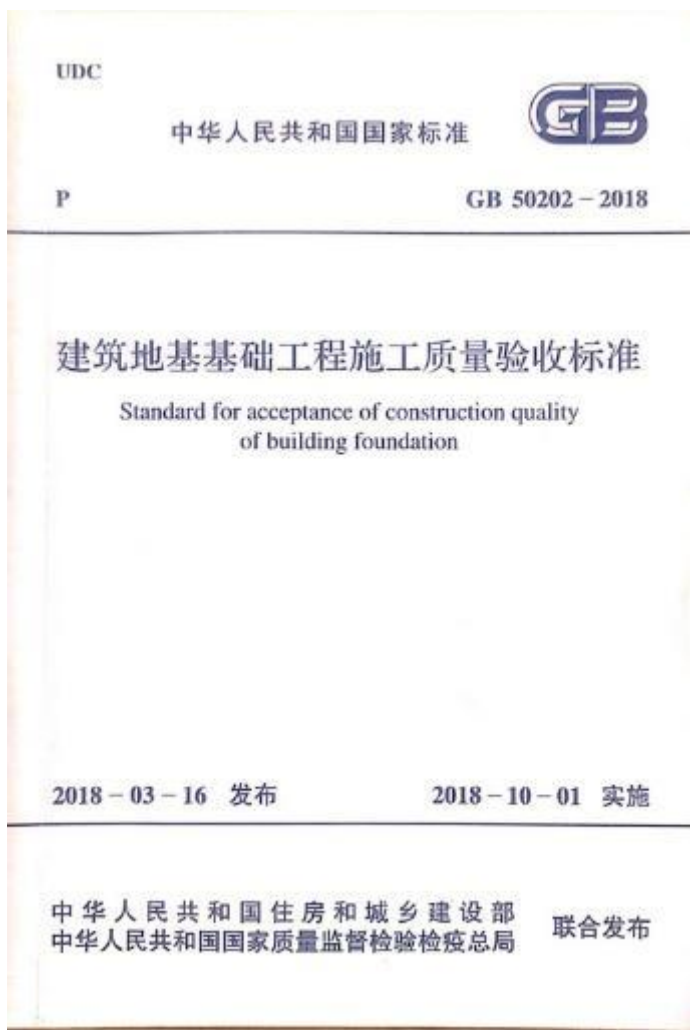 UDC
中华人民共和国国家标准
GB
P
GB 50202-2018
建筑地基基础工程施工质量验收标准
Standard for acceptance of construction quality
of building foundation
2018-03-16 发布
2018-10-01 实施
中华人民共和国住房和城乡建设部
中华人民共和国国家质量监督检验检疫总局
联合发布